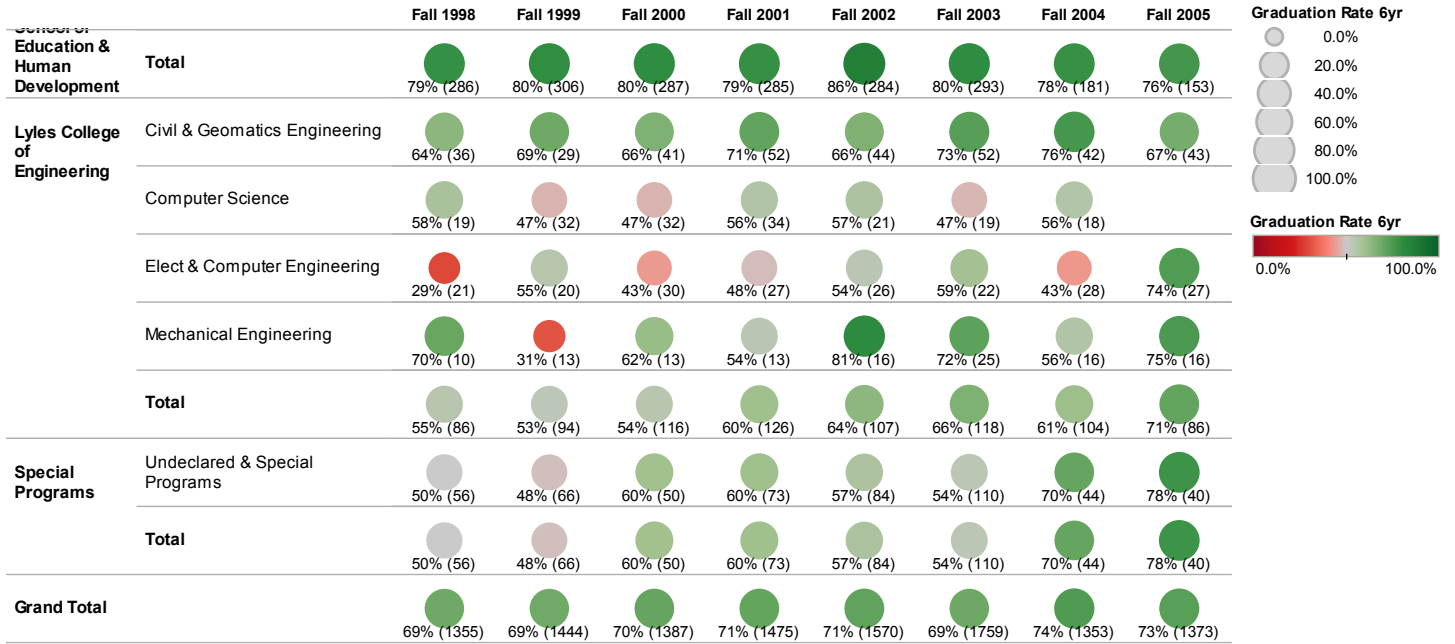 Fall 1998 Fall 1999 Fall 2000 Fall 2001 Fall 2002 Fall 2003 Fall 2004 Fall 2005
School of
Education &
Human
Development
Total
79% (286) 80% (306) 80% (287) 79% (285) 86% (284) 80% (293) 78% (181) 76% (153)
Lyles College
of
Engineering
Civil & Geomatics Engineering
64% (36) 69% (29) 66% (41) 71% (52) 66% (44) 73% (52) 76% (42) 67% (43)
Computer Science
58% (19) 47% (32) 47% (32) 56% (34) 57% (21) 47% (19) 56% (18)
Elect & Computer Engineering
29% (21) 55% (20) 43% (30) 48% (27) 54% (26) 59% (22) 43% (28) 74% (27)
Mechanical Engineering
70% (10) 31% (13) 62% (13) 54% (13) 81% (16) 72% (25) 56% (16) 75% (16)
Total
55% (86) 53% (94) 54% (116) 60% (126) 64% (107) 66% (118) 61% (104) 71% (86)
Special
Programs
Undeclared & Special
Programs
50% (56) 48% (66) 60% (50) 60% (73) 57% (84) 54% (110) 70% (44) 78% (40)
Total
50% (56) 48% (66) 60% (50) 60% (73) 57% (84) 54% (110) 70% (44) 78% (40)
Grand Total
69% (1355) 69% (1444) 70% (1387) 71% (1475) 71% (1570) 69% (1759) 74% (1353) 73% (1373)
Graduation Rate 6yr
0.0%
20.0%
40.0%
60.0%
80.0%
100.0%
Graduation Rate 6yr
0.0% 100.0%